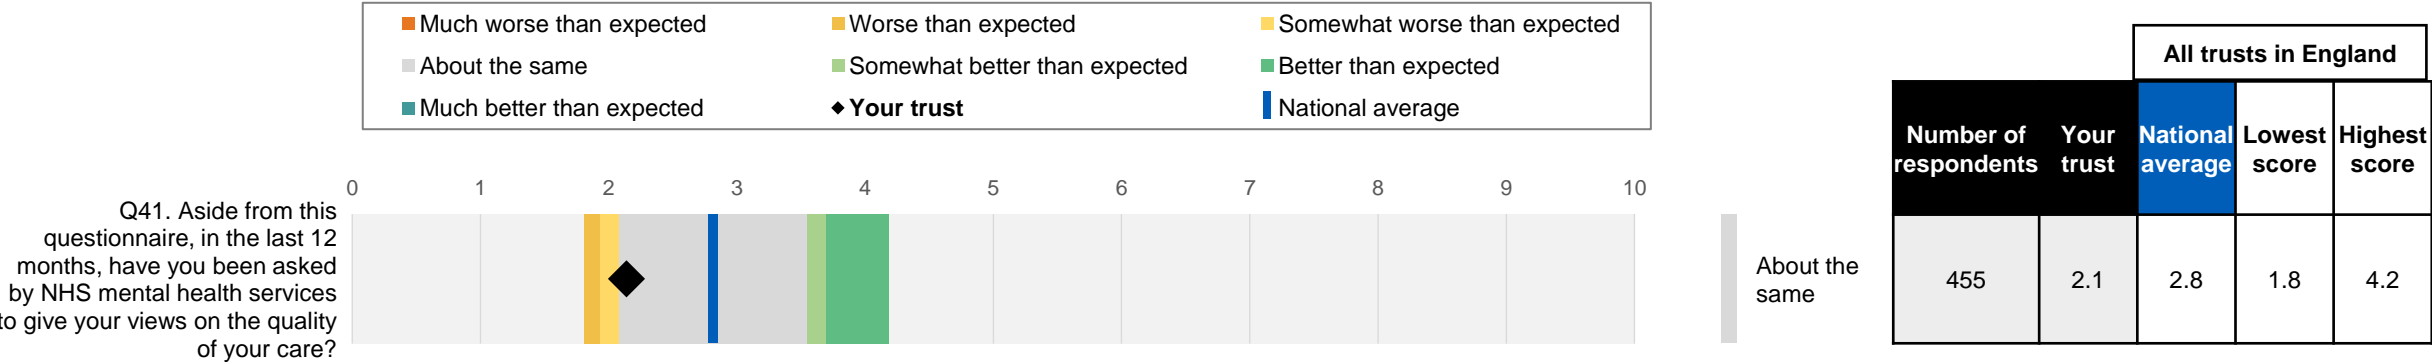 Much worse than expected
Worse than expected
Somewhat worse than expected
About the same
Somewhat better than expected
Better than expected
Much better than expected
Your trust
National average
0 1 2 3 4 5 6 7 8 9 10
Q41. Aside from this
questionnaire, in the last 12
months, have you been asked
by NHS mental health services
to give your views on the quality
of your care?
About the
same
All trusts in England
Number of
respondents
Your
trust
National
average
Lowest
score
Highest
score
455 2.1 2.8 1.8 4.2